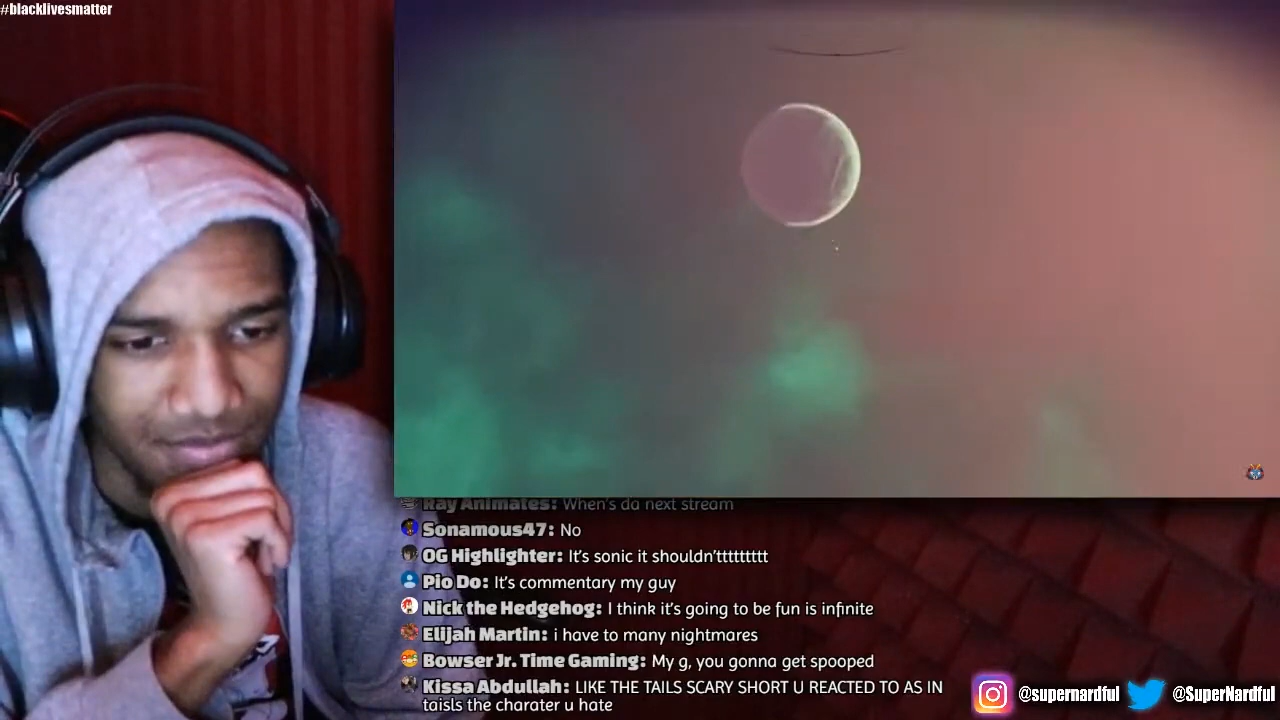 #blacklivesmatter
Ray Animates: When's da next stream
Sonamous47: No
OG Highlighter: It's sonic it shouldn'ttttttttt
Pio Do: It's commentary my guy
Nick the Hedgehog: I think it's going to be fun is infinite
Elijah Martin: i have to many nightmares
Bowser Jr. Time Gaming: My g, you gonna get spooped
Kissa Abdullah: LIKE THE TAILS SCARY SHORT U REACTED TO AS IN
taisls the charater u hate
@supernardful @SuperNardful